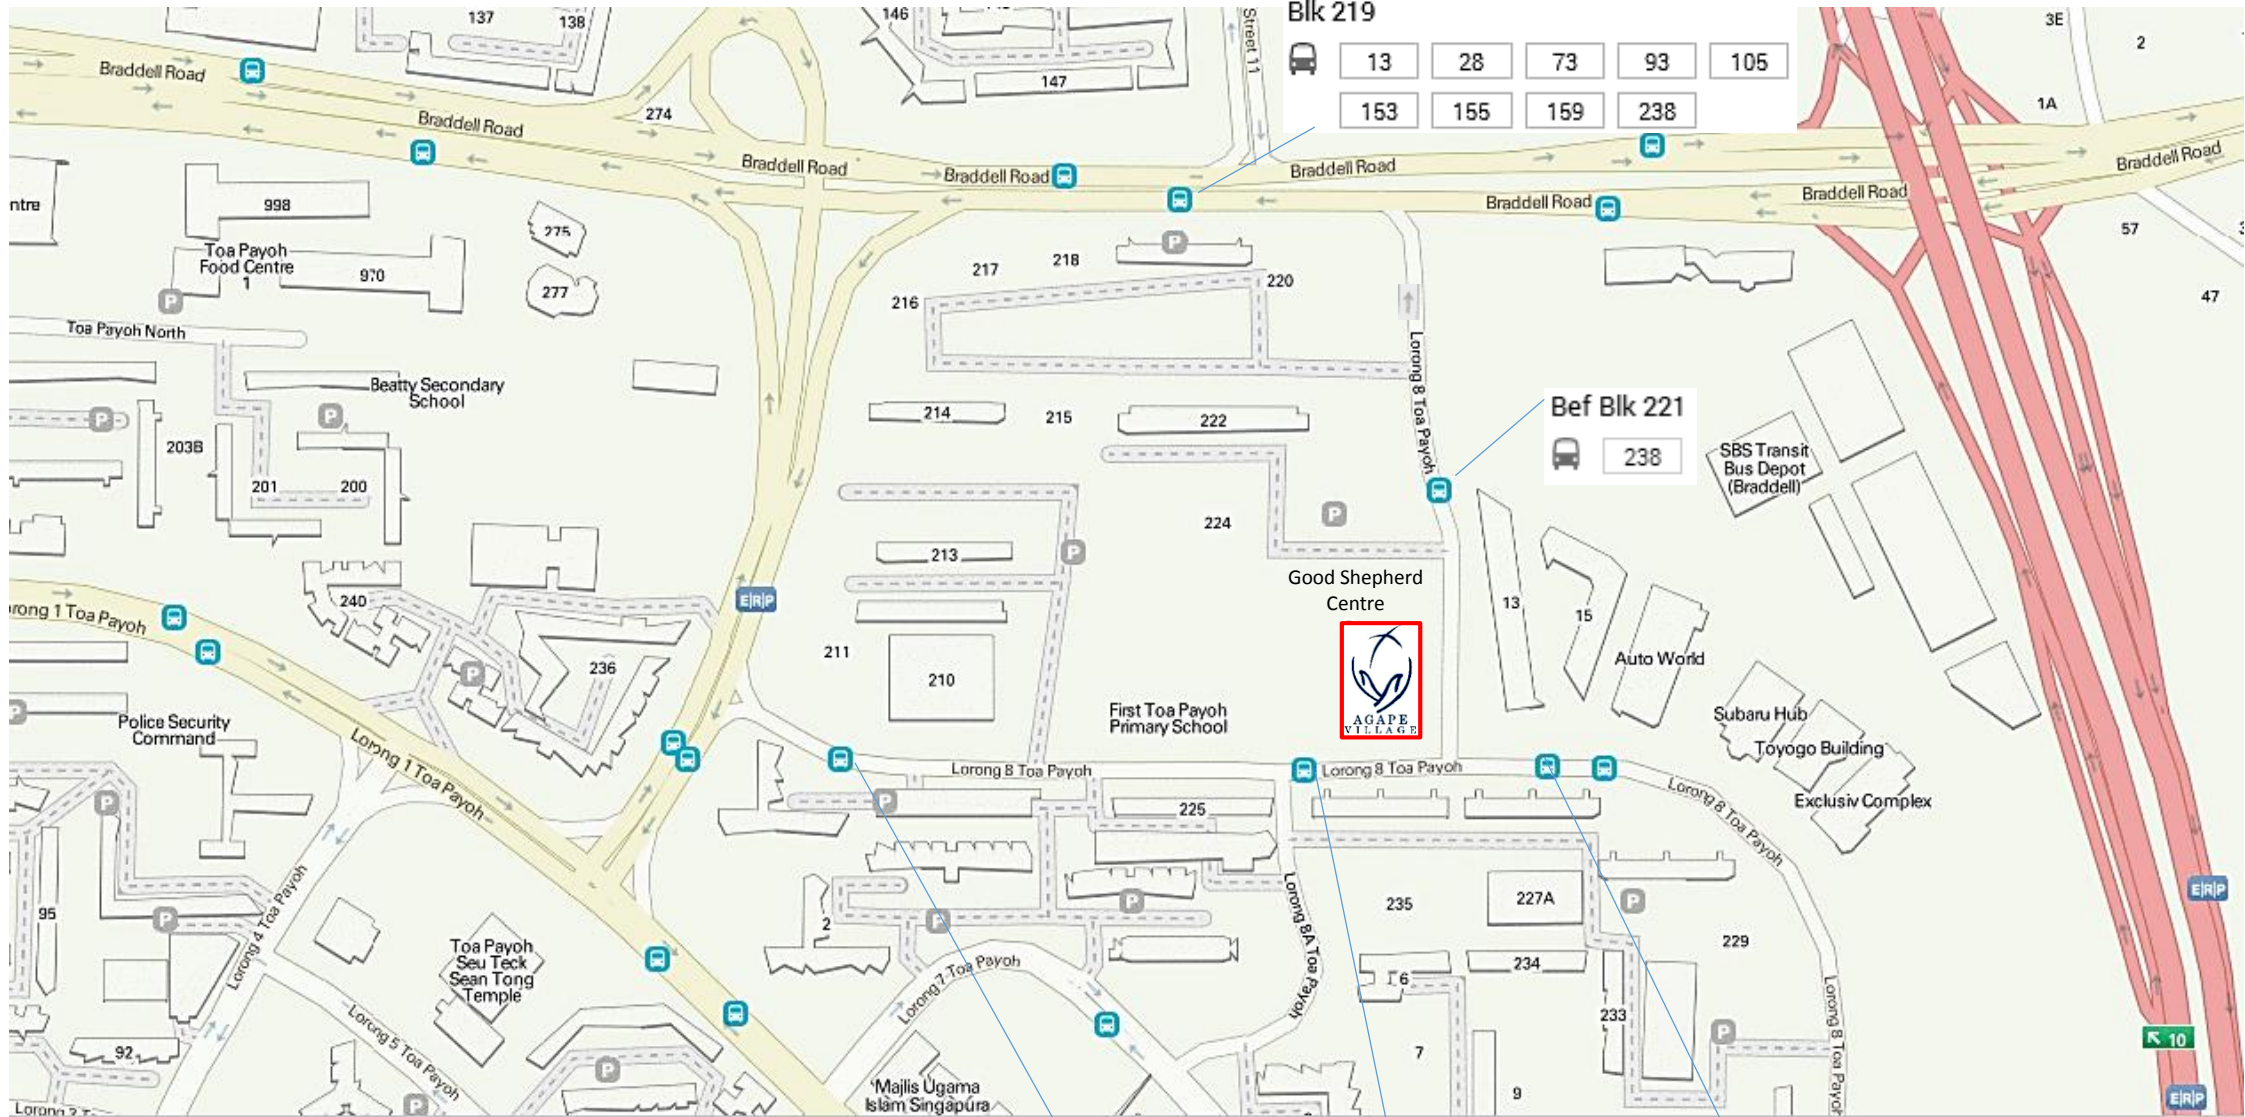 137
138
146
147
Street 11
Blk 219
13 28 73 93 105
153 155 159 238
3E
2
1A
Braddell Road
Braddell Road
274
Braddell Road
Braddell Road
Braddell Road
Braddell Road
Braddell Road
Braddell Road
57
47
ntre
998
275
277
Toa Payoh
Food Centre
1
970
P
P
217
218
220
216
Toa Payoh North
Beatty Secondary
School
P
P
203B
201
200
214
215
222
Lorong 8 Toa Payoh
Bef Blk 221
238
SBS Transit
Bus Depot
(Braddell)
224
P
P
213
Good Shepherd
Centre
AGAPE
VILLAGE
13
15
Auto World
Subaru Hub
Toyogo Building
Exclusiv Complex
240
ERP
rong 1 Toa Payoh
236
P
P
211
210
First Toa Payoh
Primary School
Police Security
Command
Lorong 1 Toa Payoh
Lorong 8 Toa Payoh
Lorong 8 Toa Payoh
Lorong 8 Toa Payoh
P
P
225
95
P
Lorong 4 Toa Payoh
2
P
P
Lorong 8A Toa Payoh
235
227A
P
229
ERP
Toa Payoh
Seu Teck
Sean Tong
Temple
Lorong 7 Toa Payoh
6
234
233
Lorong 8 Toa Payoh
P
10
92
Lorong 5 Toa Payoh
P
P
Majlis Ugama
Islam Singapura
7
9
ERP